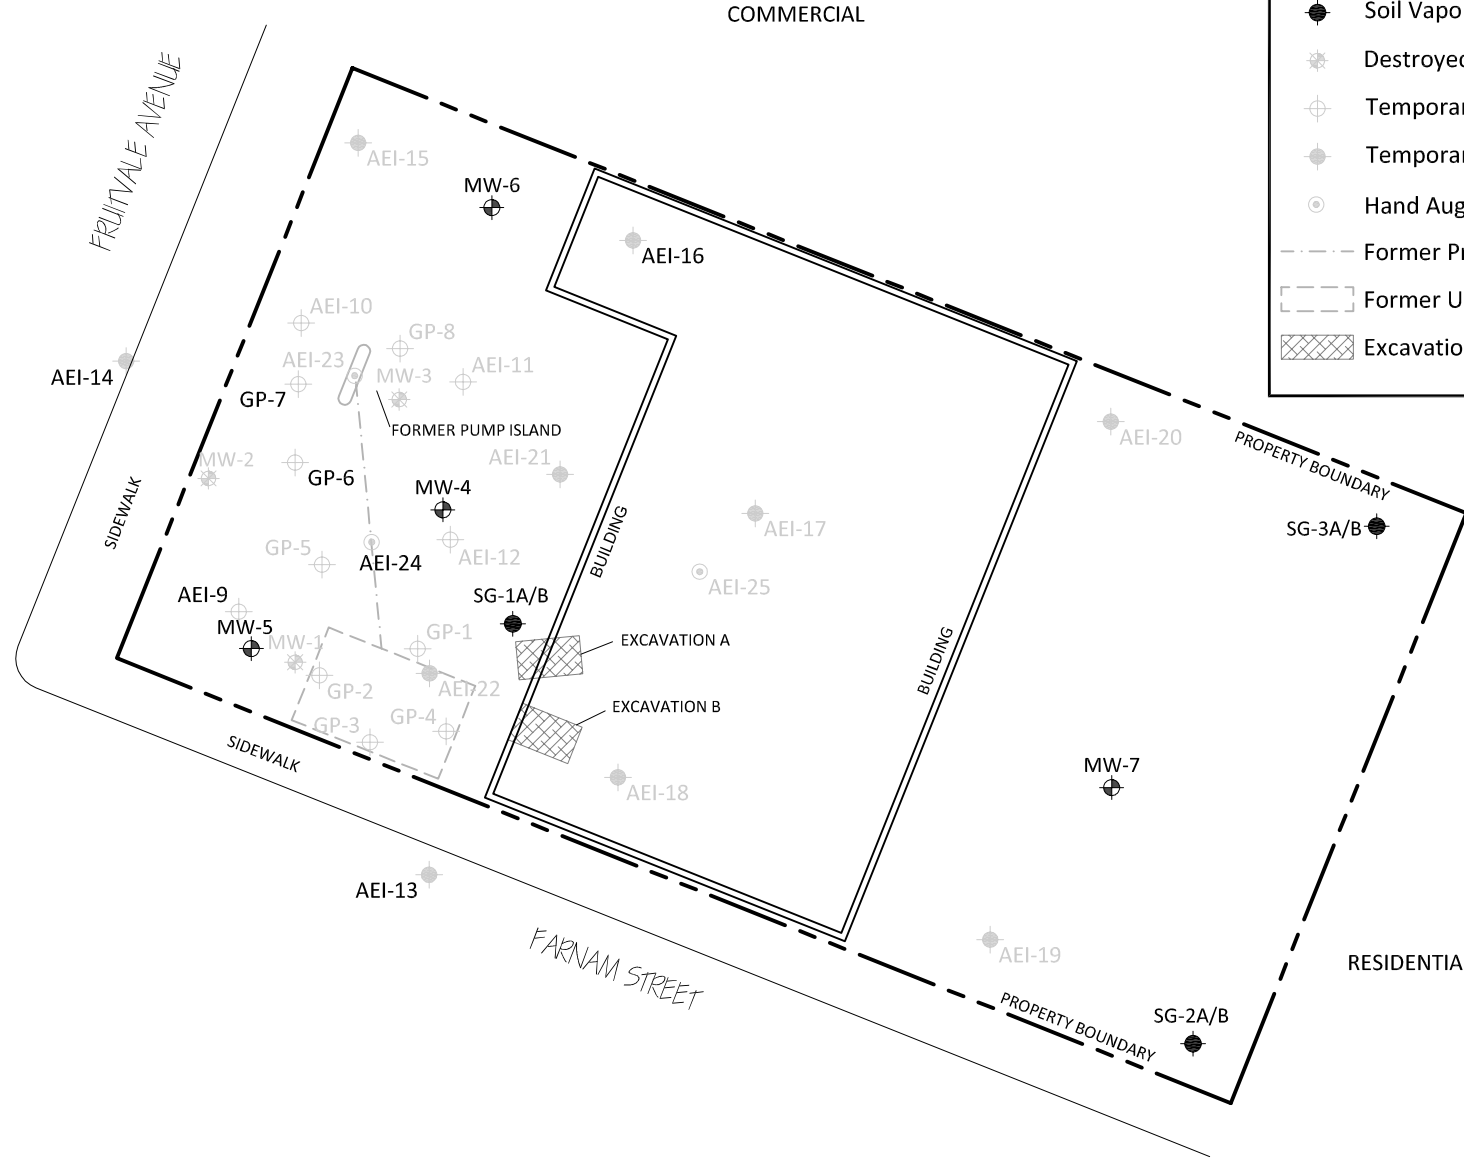 COMMERCIAL
Soil Vapo
Destroyed
Temporar
Temporar
Hand Aug
Former Pr
Former U
Excavatio
FRUITVALE AVENUE
AEI-15
MW-6
AEI-16
AEI-10
GP-8
AEI-23
MW-3
AEI-11
AEI-14
GP-7
FORMER PUMP ISLAND
AEI-20
PROPERTY BOUNDARY
MW-2
AEI-21
GP-6
MW-4
SIDEWALK
BUILDING
AEI-17
SG-3A/B
GP-5
AEI-24
AEI-12
AEI-25
AEI-9
SG-1A/B
MW-5
MW-1
GP-1
EXCAVATION A
BUILDING
GP-2
AEI-22
EXCAVATION B
GP-3
GP-4
SIDEWALK
MW-7
AEI-18
AEI-13
FARNAM STREET
AEI-19
RESIDENTIA
PROPERTY BOUNDARY
SG-2A/B